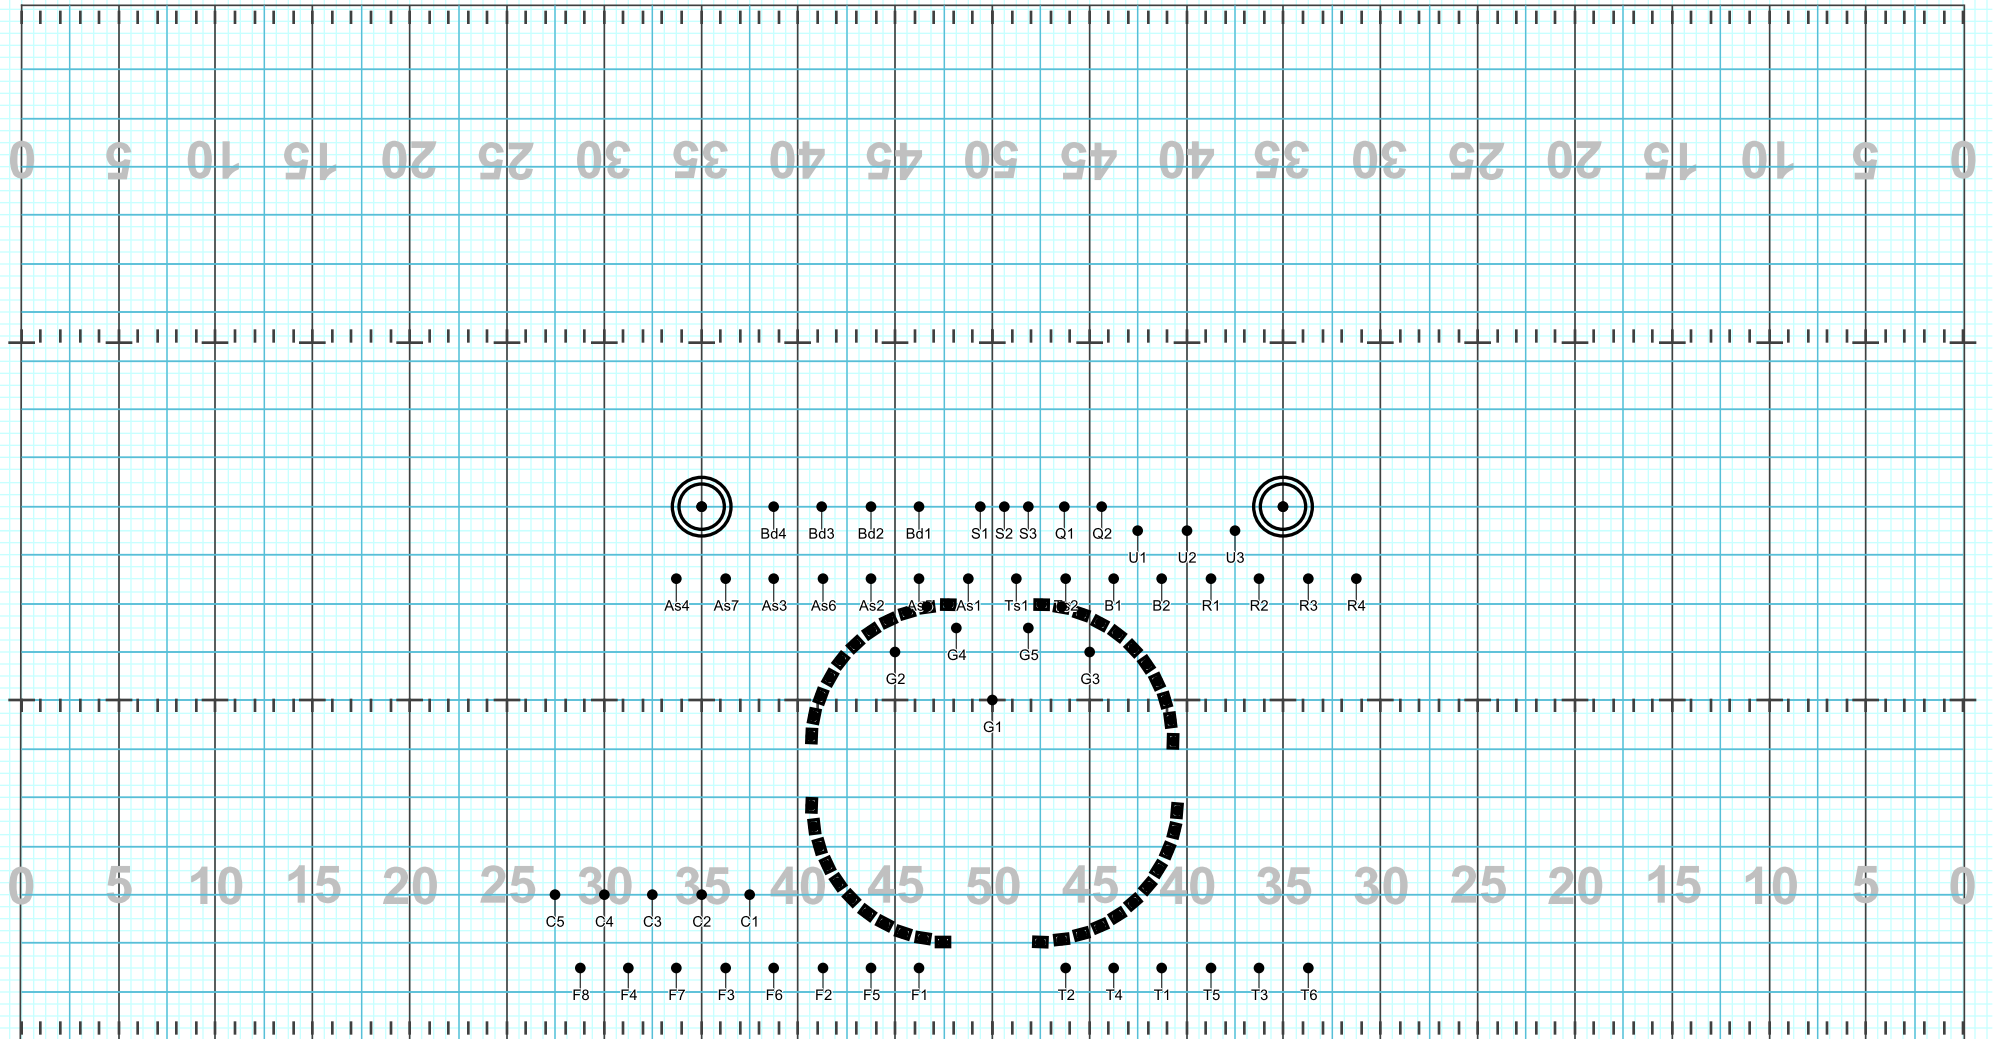 0 5 10 15 20 25 30 35 40 45 50 45 40 35 30 25 20 15 10 5 0
Bd4 Bd3 Bd2 Bd1 S1 S2 S3 Q1 Q2
U1 U2 U3
As4 As7 As3 As6 As2 As5 As1 Ts1 Ts2 B1 B2 R1 R2 R3 R4
G4 G5
G2 G3
G1
0 5 10 15 20 25 30 35 40 45 50 45 40 35 30 25 20 15 10 5 0
C5 C4 C3 C2 C1
F8 F4 F7 F3 F6 F2 F5 F1 T2 T4 T1 T5 T3 T6